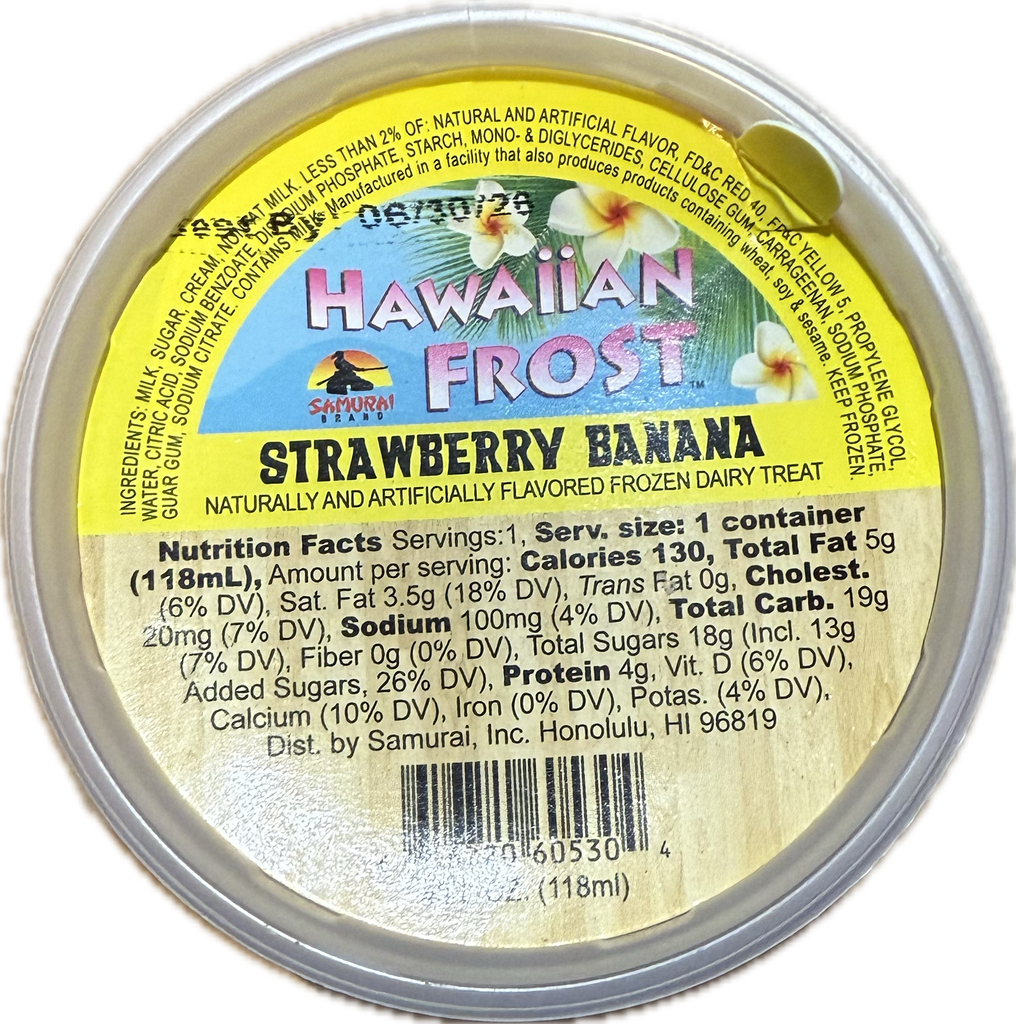 INGREDIENTS: MILK, SUGAR, CREAM, NONFAT MILK. LESS THAN 2% OF: NATURAL AND ARTIFICIAL FLAVOR, FD&C RED 40, FD&C YELLOW 5, PROPYLENE GLYCOL,
WATER, CITRIC ACID, SODIUM BENZOATE, DISODIUM PHOSPHATE, STARCH, MONO- & DIGLYCERIDES, CELLULOSE GUM, CARRAGEENAN, SODIUM PHOSPHATE,
GUAR GUM, SODIUM CITRATE. CONTAINS MILK. Manufactured in a facility that also produces products containing wheat, soy & sesame. KEEP FROZEN.
By 06/30/26
HAWAIIAN
FROST™
SAMURAI
BRAND
STRAWBERRY BANANA
NATURALLY AND ARTIFICIALLY FLAVORED FROZEN DAIRY TREAT
Nutrition Facts Servings:1, Serv. size: 1 container
(118mL), Amount per serving: Calories 130, Total Fat 5g
(6% DV), Sat. Fat 3.5g (18% DV), Trans Fat 0g, Cholest.
20mg (7% DV), Sodium 100mg (4% DV), Total Carb. 19g
(7% DV), Fiber 0g (0% DV), Total Sugars 18g (Incl. 13g
Added Sugars, 26% DV), Protein 4g, Vit. D (6% DV),
Calcium (10% DV), Iron (0% DV), Potas. (4% DV).
Dist. by Samurai, Inc. Honolulu, HI 96819
60530 4
OZ. (118ml)